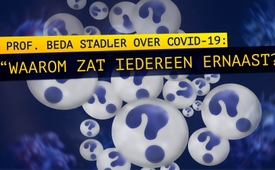 PROF. BEDA STADLER OVER COVID-19:
“WAAROM ZAT IEDEREEN ERNAAST?